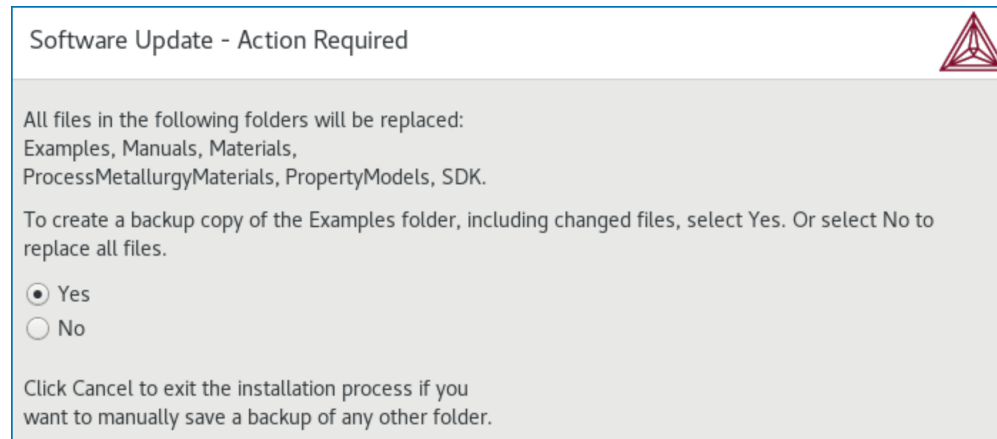 Software Update - Action Required
All files in the following folders will be replaced:
Examples, Manuals, Materials,
ProcessMetallurgyMaterials, PropertyModels, SDK.
To create a backup copy of the Examples folder, including changed files, select Yes. Or select No to
replace all files.
Yes
No
Click Cancel to exit the installation process if you
want to manually save a backup of any other folder.